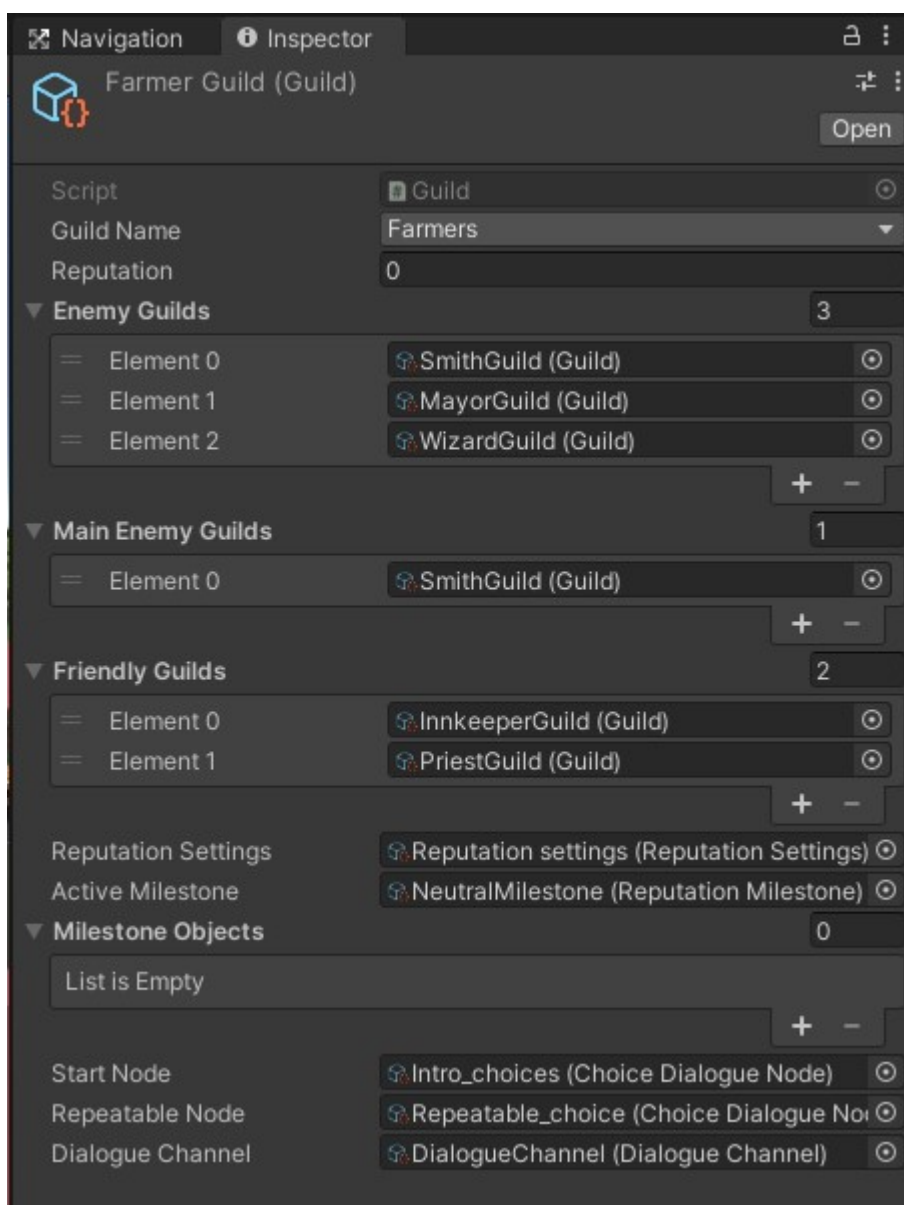 Navigation Inspector
Farmer Guild (Guild)
Open
Script Guild
Guild Name Farmers
Reputation 0
Enemy Guilds 3
Element 0 SmithGuild (Guild)
Element 1 MayorGuild (Guild)
Element 2 WizardGuild (Guild)
Main Enemy Guilds 1
Element 0 SmithGuild (Guild)
Friendly Guilds 2
Element 0 InnkeeperGuild (Guild)
Element 1 PriestGuild (Guild)
Reputation Settings Reputation settings (Reputation Settings)
Active Milestone NeutralMilestone (Reputation Milestone)
Milestone Objects 0
List is Empty
Start Node Intro_choices (Choice Dialogue Node)
Repeatable Node Repeatable_choice (Choice Dialogue No
Dialogue Channel DialogueChannel (Dialogue Channel)